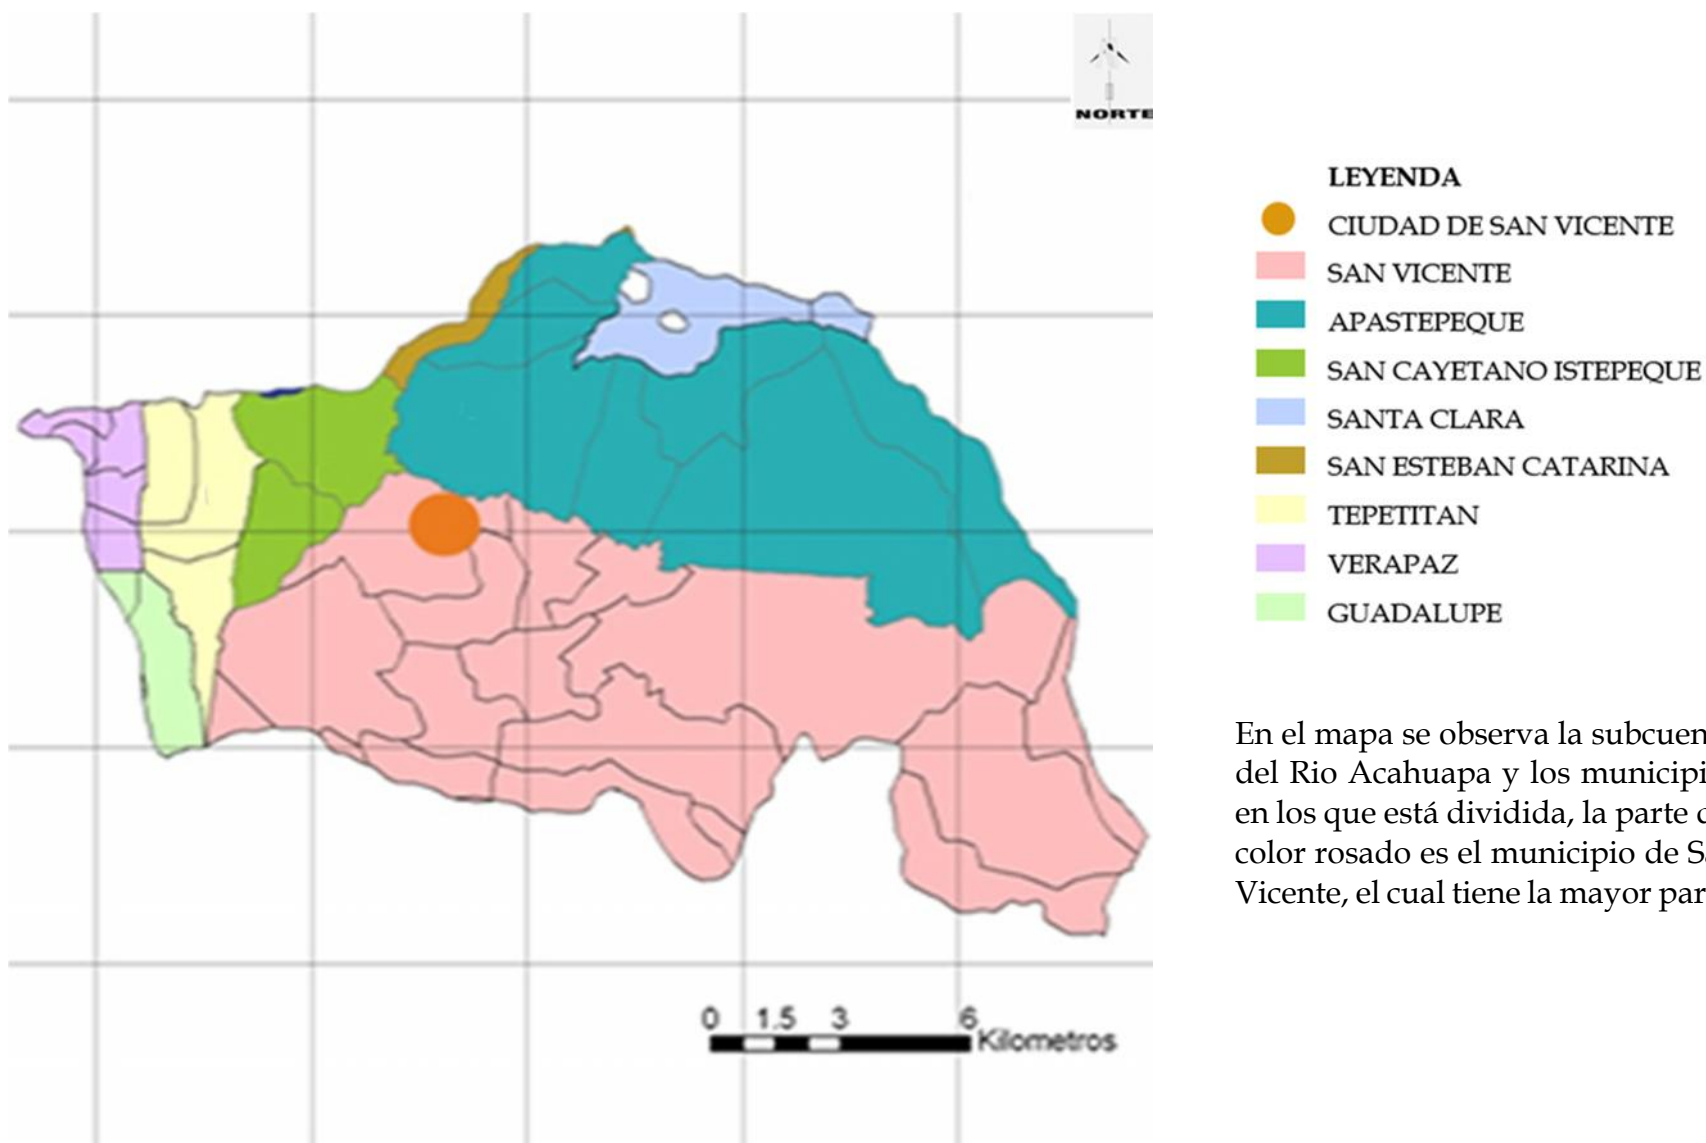 NORTE
LEYENDA
CIUDAD DE SAN VICENTE
SAN VICENTE
APASTEPEQUE
SAN CAYETANO ISTEPEQUE
SANTA CLARA
SAN ESTEBAN CATARINA
TEPETITAN
VERAPAZ
GUADALUPE
En el mapa se observa la subcuen
del Rio Acahuapa y los municipi
en los que está dividida, la parte
color rosado es el municipio de
Vicente, el cual tiene la mayor par
0 1.5 3 6
Kilometros